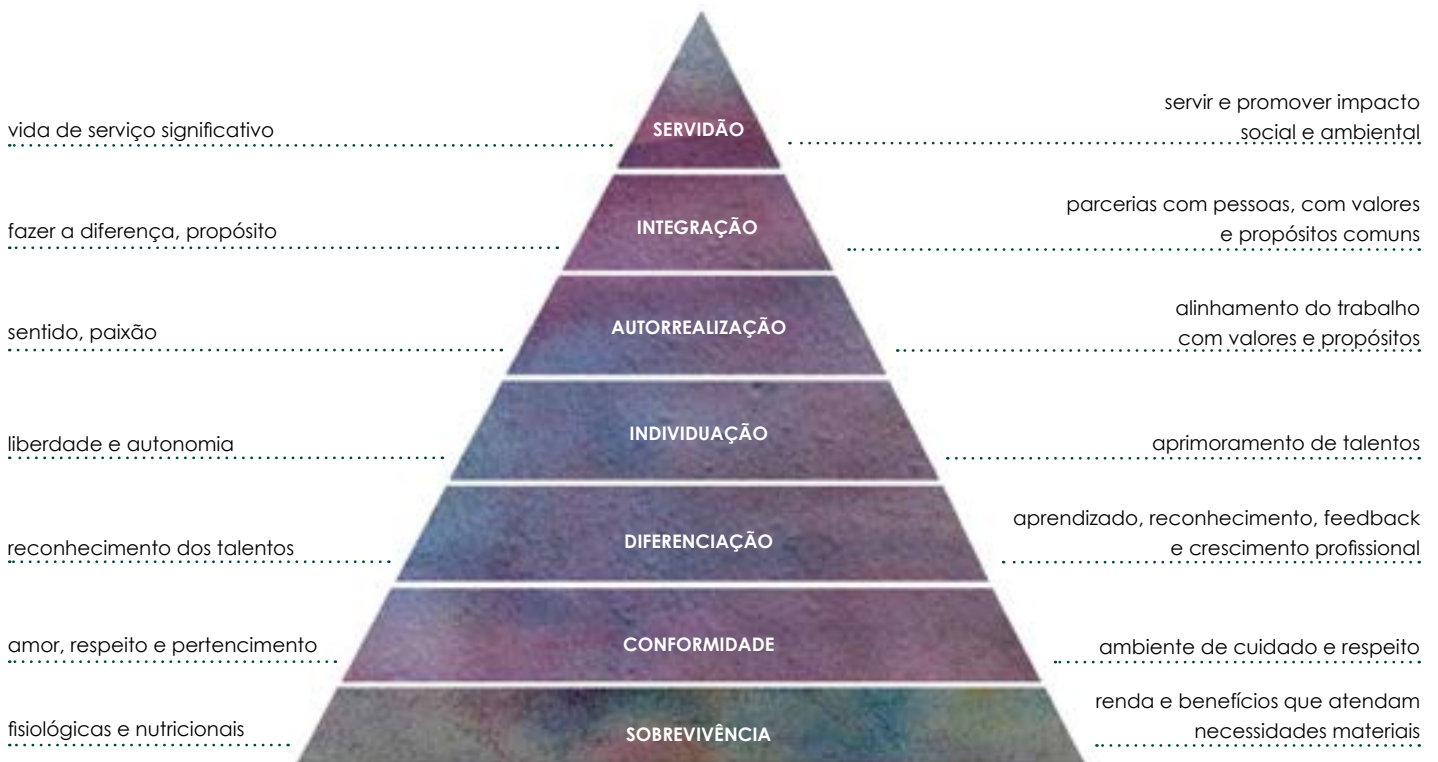 servir e promover impacto
vida de serviço significativo
SERVIDÃO
social e ambiental
parcerias com pessoas, com valores
fazer a diferença, propósito
INTEGRAÇÃO
e propósitos comuns
alinhamento do trabalho
sentido, paixão
AUTORREALIZAÇÃO
com valores e propósitos
liberdade e autonomia
INDIVIDUAÇÃO
aprimoramento de talentos
aprendizado, reconhecimento, feedback
reconhecimento dos talentos
DIFERENCIAÇÃO
e crescimento profissional
amor, respeito e pertencimento
CONFORMIDADE
ambiente de cuidado e respeito
renda e benefícios que atendam
fisiológicas e nutricionais
SOBREVIVÊNCIA
necessidades materiais